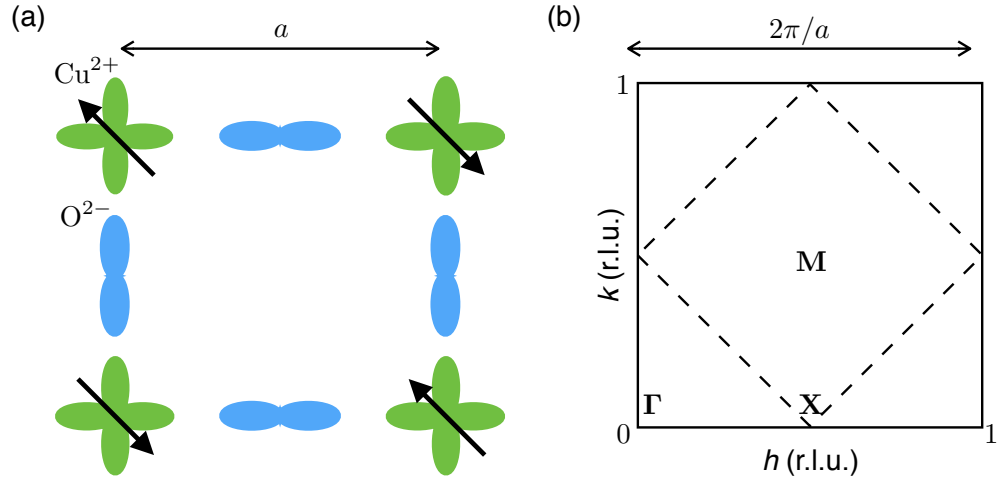 (a)
a
Cu²⁺
O²⁻
(b)
2π/a
1
k (r.l.u.)
M
Γ
X
0
1
h (r.l.u.)